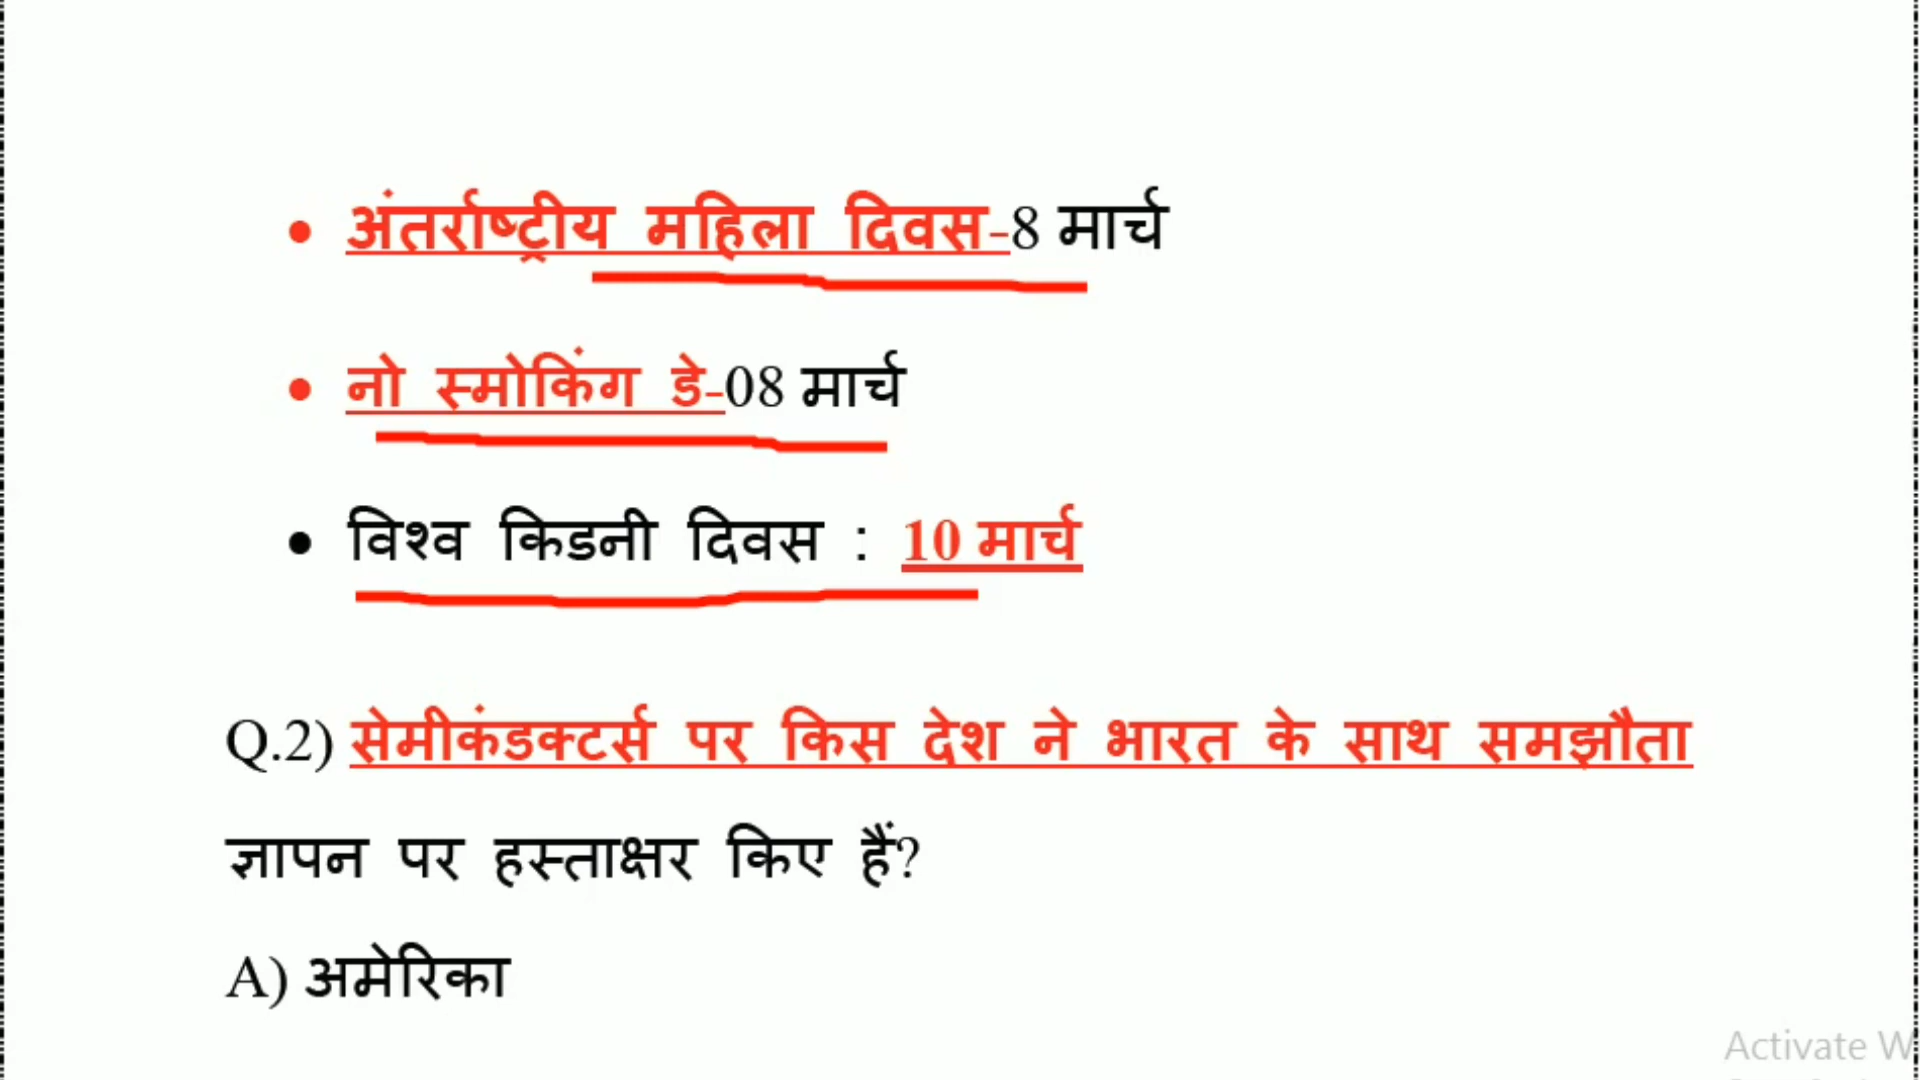 • अंतर्राष्ट्रीय महिला दिवस-8 मार्च
• नो स्मोकिंग डे-08 मार्च
• विश्व किडनी दिवस : 10 मार्च
Q.2) सेमीकंडक्टर्स पर किस देश ने भारत के साथ समझौता
ज्ञापन पर हस्ताक्षर किए हैं?
A) अमेरिका
Activate W